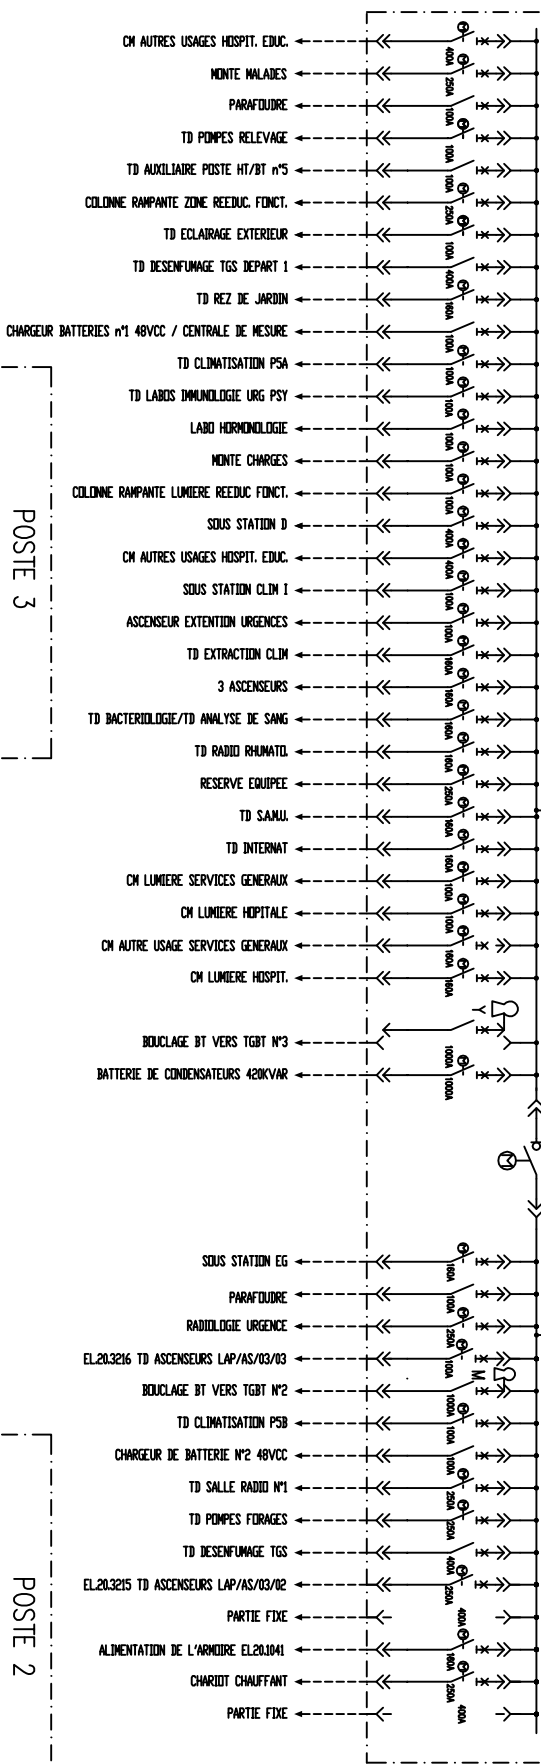 CM AUTRES USAGES HOSPIT. EDUC. 400A
MONTE MALADES 250A
PARAFOUDRE 100A
TD POMPES RELEVAGE 100A
TD AUXILIAIRE POSTE HT/BT n°5 100A
COLONNE RAMPANTE ZONE REEDUC. FONCT. 250A
TD ECLAIRAGE EXTERIEUR 100A
TD DESENFUMAGE TGS DEPART 1 400A
TD REZ DE JARDIN 160A
CHARGEUR BATTERIES n°1 48VCC / CENTRALE DE MESURE 100A
TD CLIMATISATION P5A 100A
TD LABOS IMMUNOLOGIE URG PSY 100A
LABO HORMONOLOGIE 100A
MONTE CHARGES 100A
COLONNE RAMPANTE LUMIERE REEDUC FONCT. 100A
SOUS STATION D 400A
CM AUTRES USAGES HOSPIT. EDUC. 400A
SOUS STATION CLIM I 100A
ASCENSEUR EXTENTION URGENCES 100A
TD EXTRACTION CLIM 160A
3 ASCENSEURS 160A
TD BACTERIOLOGIE/TD ANALYSE DE SANG 160A
TD RADIO RHUMATO. 160A
RESERVE EQUIPEE 250A
TD S.A.M.U. 160A
TD INTERNAT 160A
CM LUMIERE SERVICES GENERAUX 100A
CM LUMIERE HOPITALE 100A
CM AUTRE USAGE SERVICES GENERAUX 160A
CM LUMIERE HOSPIT. 160A
POSTE 3
Y
BOUCLAGE BT VERS TGBT N°3 1000A
BATTERIE DE CONDENSATEURS 420KVAR 1000A
M
SOUS STATION EG 160A
PARAFOUDRE 100A
RADIOLOGIE URGENCE 250A
EL.20.3216 TD ASCENSEURS LAP/AS/03/03 100A
M
BOUCLAGE BT VERS TGBT N°2 1000A
TD CLIMATISATION P5B 100A
CHARGEUR DE BATTERIE N°2 48VCC 100A
TD SALLE RADIO N°1 250A
TD POMPES FORAGES 250A
TD DESENFUMAGE TGS 400A
EL.20.3215 TD ASCENSEURS LAP/AS/03/02 250A
PARTIE FIXE 400A
ALIMENTATION DE L'ARMOIRE EL20.1041 160A
CHARIOT CHAUFFANT 250A
PARTIE FIXE 400A
POSTE 2